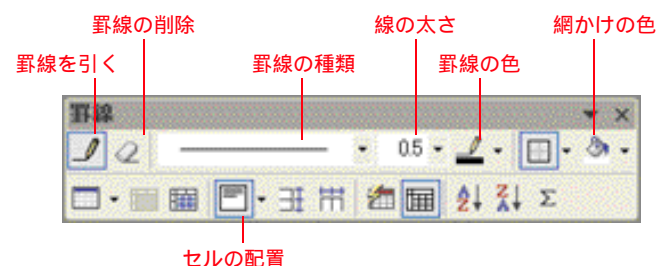 罫線の削除 線の太さ 網かけの色
罫線を引く 罫線の種類 罫線の色
罫線
0.5
A Z Z A Σ
セルの配置